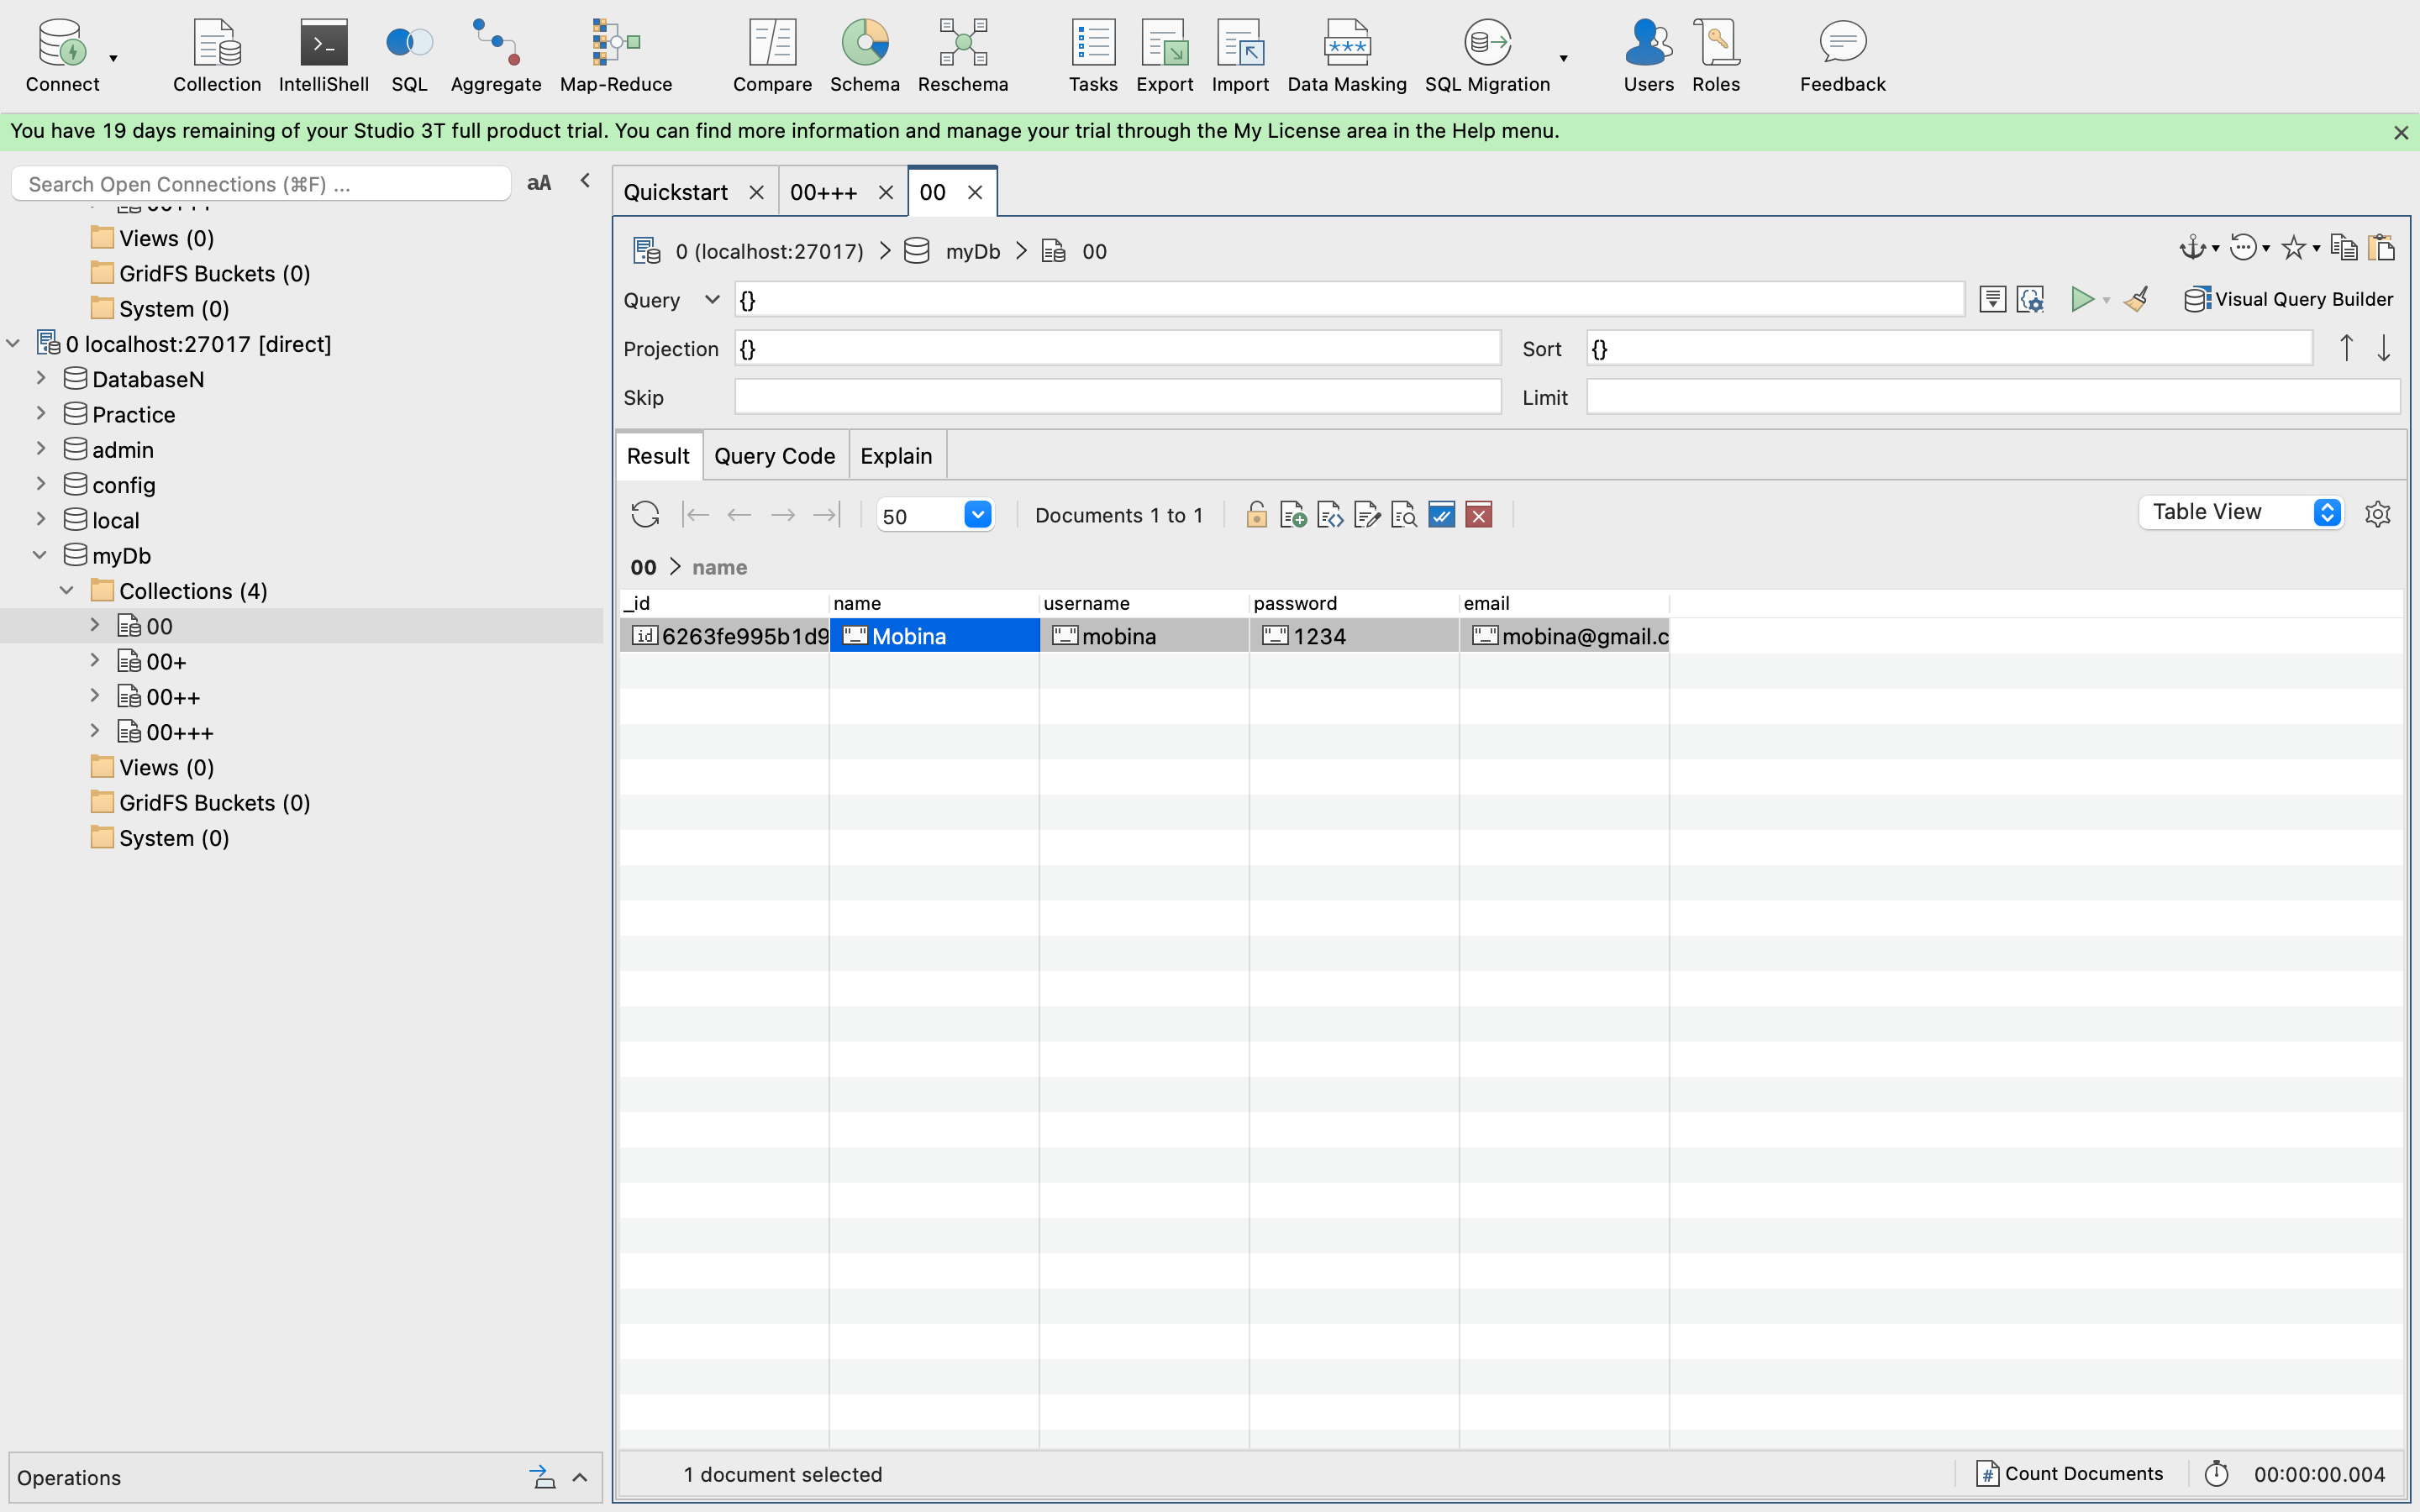 Connect
Collection
IntelliShell
SQL
Aggregate
Map-Reduce
Compare
Schema
Reschema
Tasks
Export
Import
Data Masking
SQL Migration
Users
Roles
Feedback
You have 19 days remaining of your Studio 3T full product trial. You can find more information and manage your trial through the My License area in the Help menu.
Search Open Connections (⌘F) ...
aA
Views (0)
GridFS Buckets (0)
System (0)
0 localhost:27017 [direct]
DatabaseN
Practice
admin
config
local
myDb
Collections (4)
00
00+
00++
00+++
Views (0)
GridFS Buckets (0)
System (0)
Operations
Quickstart
00+++
00
0 (localhost:27017) > myDb > 00
Query {}
Visual Query Builder
Projection {}
Sort {}
Skip
Limit
Result
Query Code
Explain
50
Documents 1 to 1
Table View
00 > name
_id name username password email
id 6263fe995b1d9 "_" Mobina "_" mobina "_" 1234 "_" mobina@gmail.c
1 document selected
# Count Documents
00:00:00.004